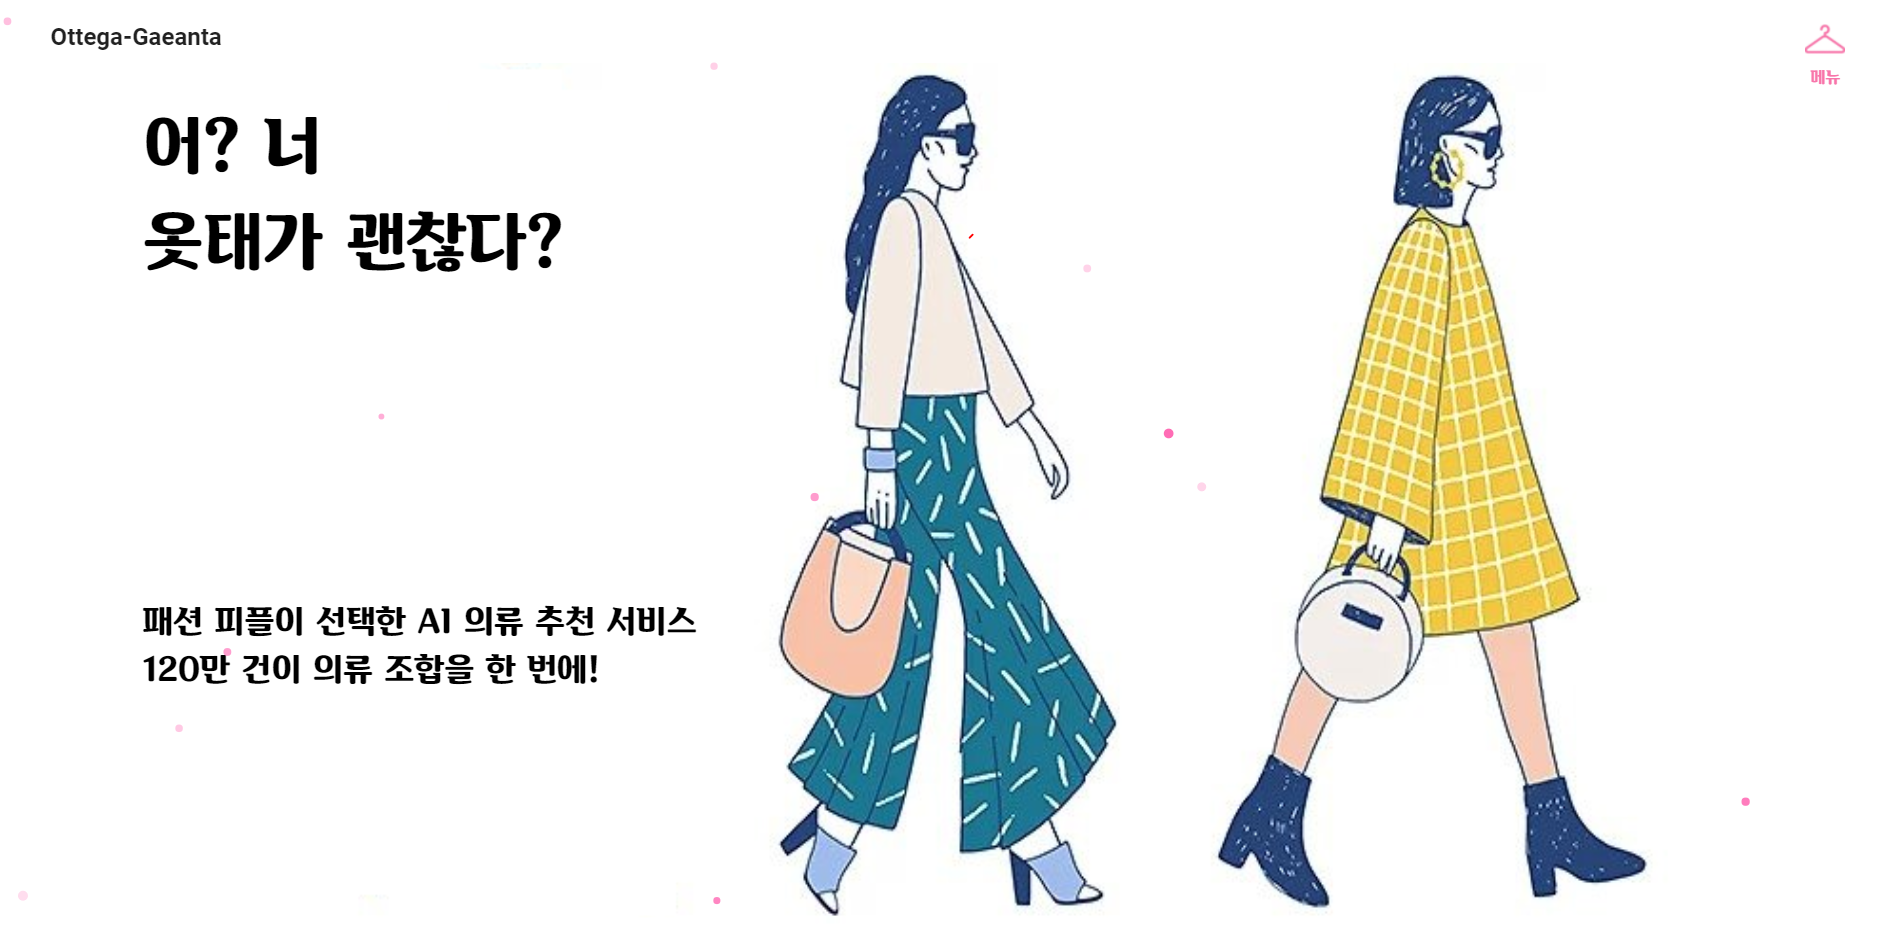 Ottega-Gaeanta
메뉴
어? 너
옷태가 괜찮다?
패션 피플이 선택한 AI 의류 추천 서비스
120만 건이 의류 조합을 한 번에!